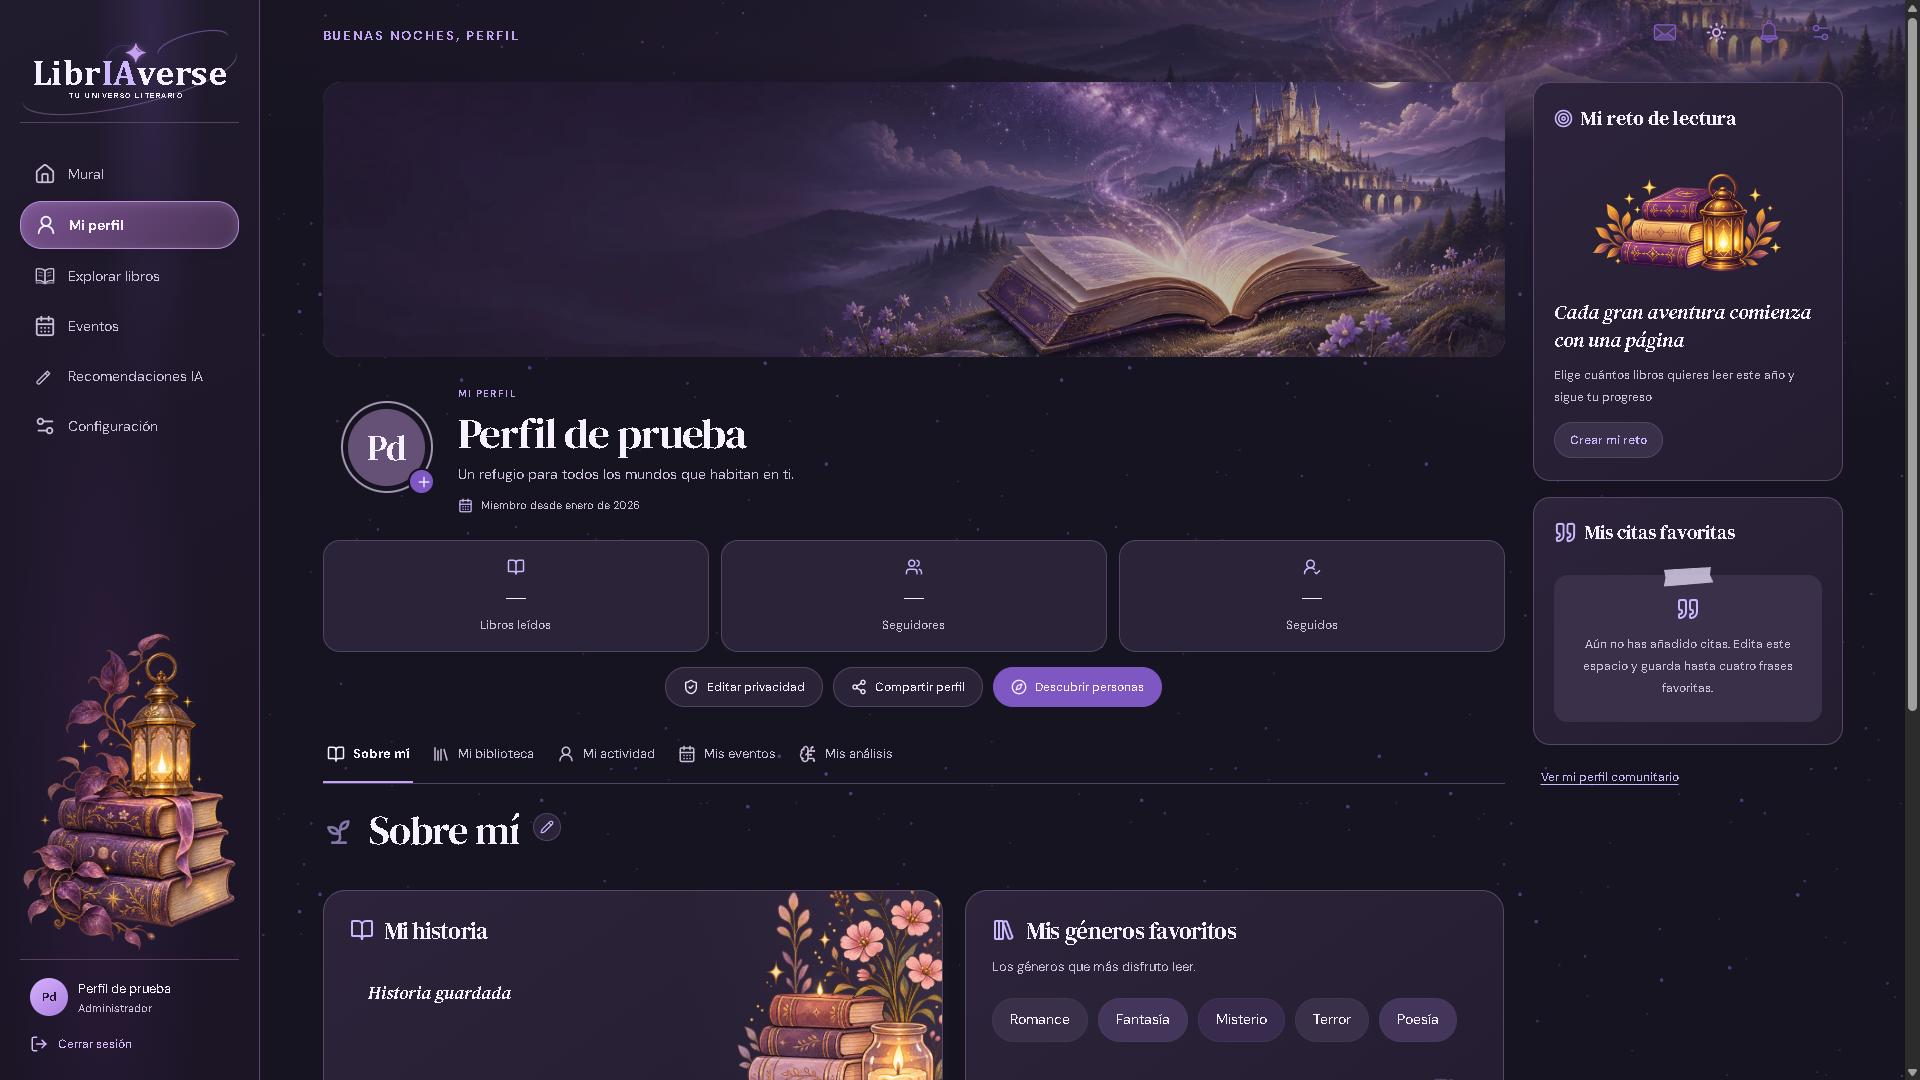 LibrIAverse
TU UNIVERSO LITERARIO
Mural
Mi perfil
Explorar libros
Eventos
Recomendaciones IA
Configuración
Pd
Perfil de prueba
Administrador
Cerrar sesión
BUENAS NOCHES, PERFIL
MI PERFIL
Pd
Perfil de prueba
Un refugio para todos los mundos que habitan en ti.
Miembro desde enero de 2026
—
Libros leídos
—
Seguidores
—
Seguidos
Editar privacidad
Compartir perfil
Descubrir personas
Sobre mí
Mi biblioteca
Mi actividad
Mis eventos
Mis análisis
Sobre mí
Mi historia
Historia guardada
Mis géneros favoritos
Los géneros que más disfruto leer.
Romance
Fantasía
Misterio
Terror
Poesía
Mi reto de lectura
Cada gran aventura comienza
con una página
Elige cuántos libros quieres leer este año y
sigue tu progreso
Crear mi reto
Mis citas favoritas
Aún no has añadido citas. Edita este
espacio y guarda hasta cuatro frases
favoritas.
Ver mi perfil comunitario